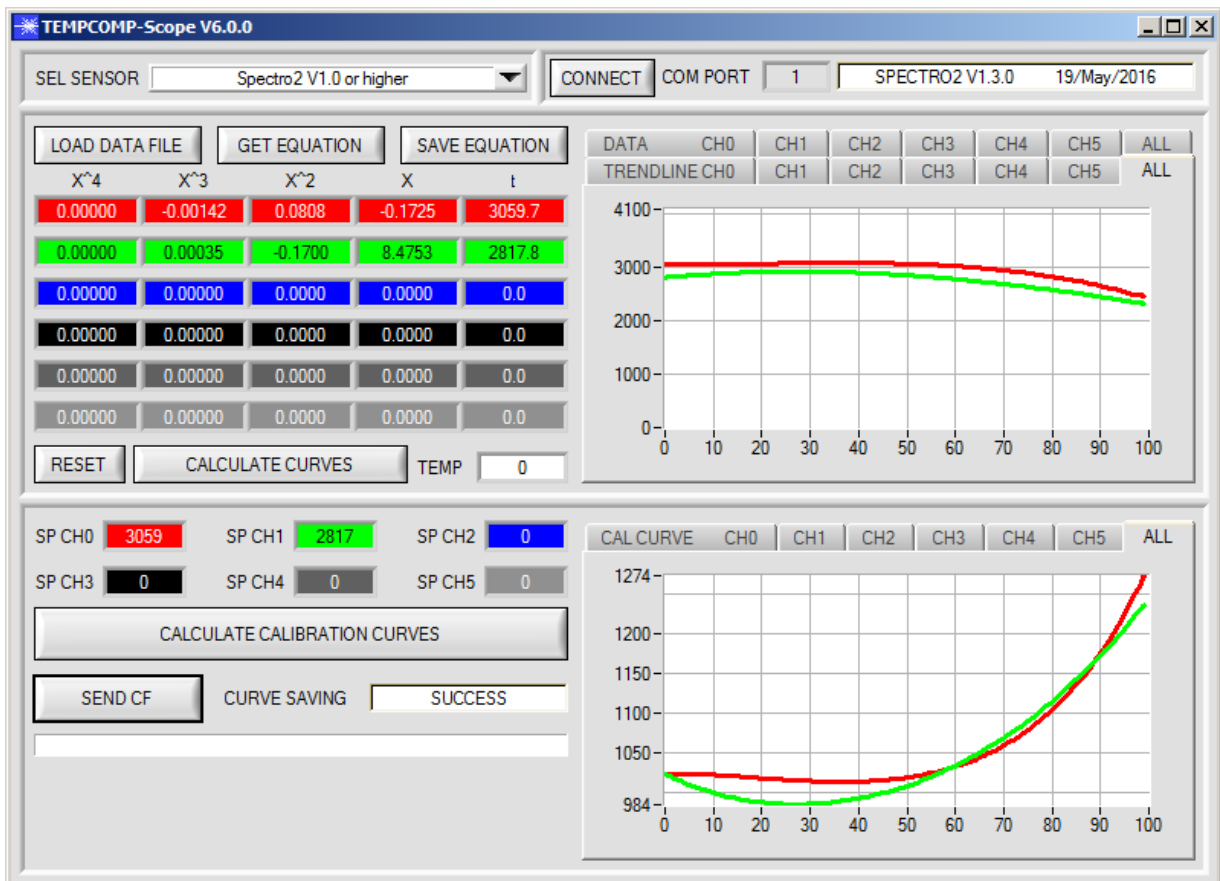 TEMPCOMP-Scope V6.0.0
SEL SENSOR Spectro2 V1.0 or higher CONNECT COM PORT 1 SPECTRO2 V1.3.0 19/May/2016
LOAD DATA FILE GET EQUATION SAVE EQUATION
X^4 X^3 X^2 X t
0.00000 -0.00142 0.0808 -0.1725 3059.7
0.00000 0.00035 -0.1700 8.4753 2817.8
0.00000 0.00000 0.0000 0.0000 0.0
0.00000 0.00000 0.0000 0.0000 0.0
0.00000 0.00000 0.0000 0.0000 0.0
0.00000 0.00000 0.0000 0.0000 0.0
RESET CALCULATE CURVES TEMP 0
DATA CH0 CH1 CH2 CH3 CH4 CH5 ALL
TRENDLINE CH0 CH1 CH2 CH3 CH4 CH5 ALL
4100
3000
2000
1000
0
0 10 20 30 40 50 60 70 80 90 100
SP CH0 3059 SP CH1 2817 SP CH2 0
SP CH3 0 SP CH4 0 SP CH5 0
CALCULATE CALIBRATION CURVES
SEND CF CURVE SAVING SUCCESS
CAL CURVE CH0 CH1 CH2 CH3 CH4 CH5 ALL
1274
1200
1150
1100
1050
984
0 10 20 30 40 50 60 70 80 90 100